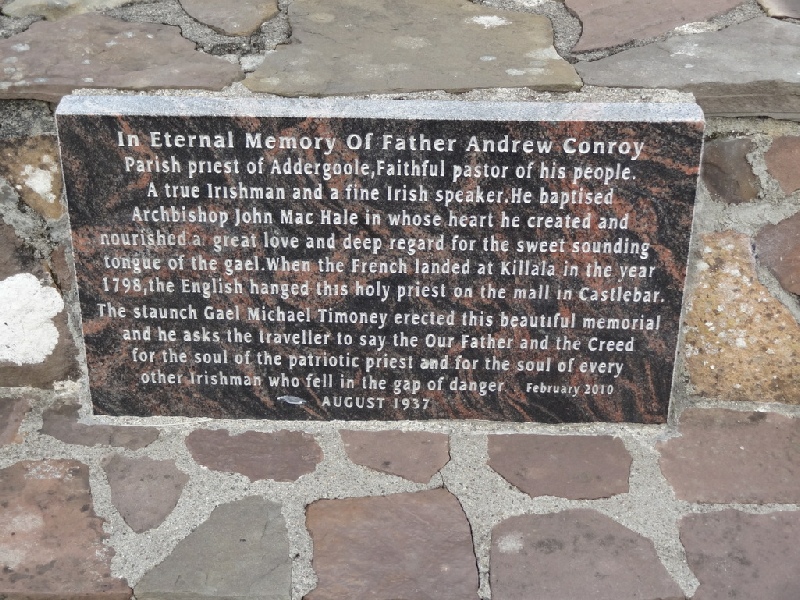 In Eternal Memory Of Father Andrew Conroy
Parish priest of Addergoole,Faithful pastor of his people.
A true Irishman and a fine Irish speaker.He baptised
Archbishop John Mac Hale in whose heart he created and
nourished a great love and deep regard for the sweet sounding
tongue of the gael.When the French landed at Killala in the year
1798,the English hanged this holy priest on the mall in Castlebar.
The staunch Gael Michael Timoney erected this beautiful memorial
and he asks the traveller to say the Our Father and the Creed
for the soul of the patriotic priest and for the soul of every
other Irishman who fell in the gap of danger February 2010
AUGUST 1937